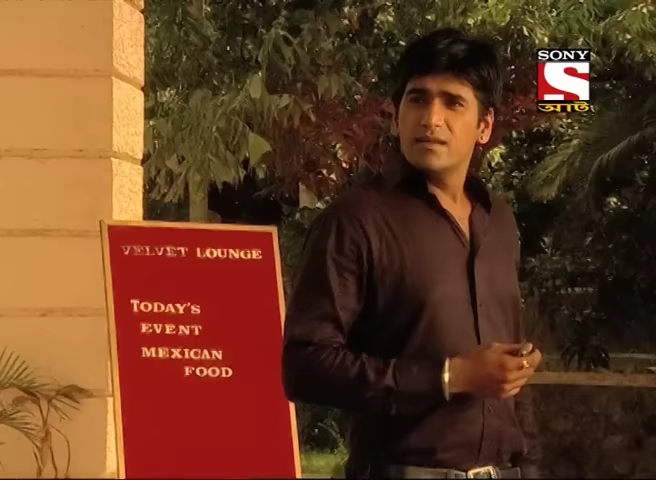 SONY
S
আট
VELVET LOUNGE
TODAY'S
EVENT
MEXICAN
FOOD